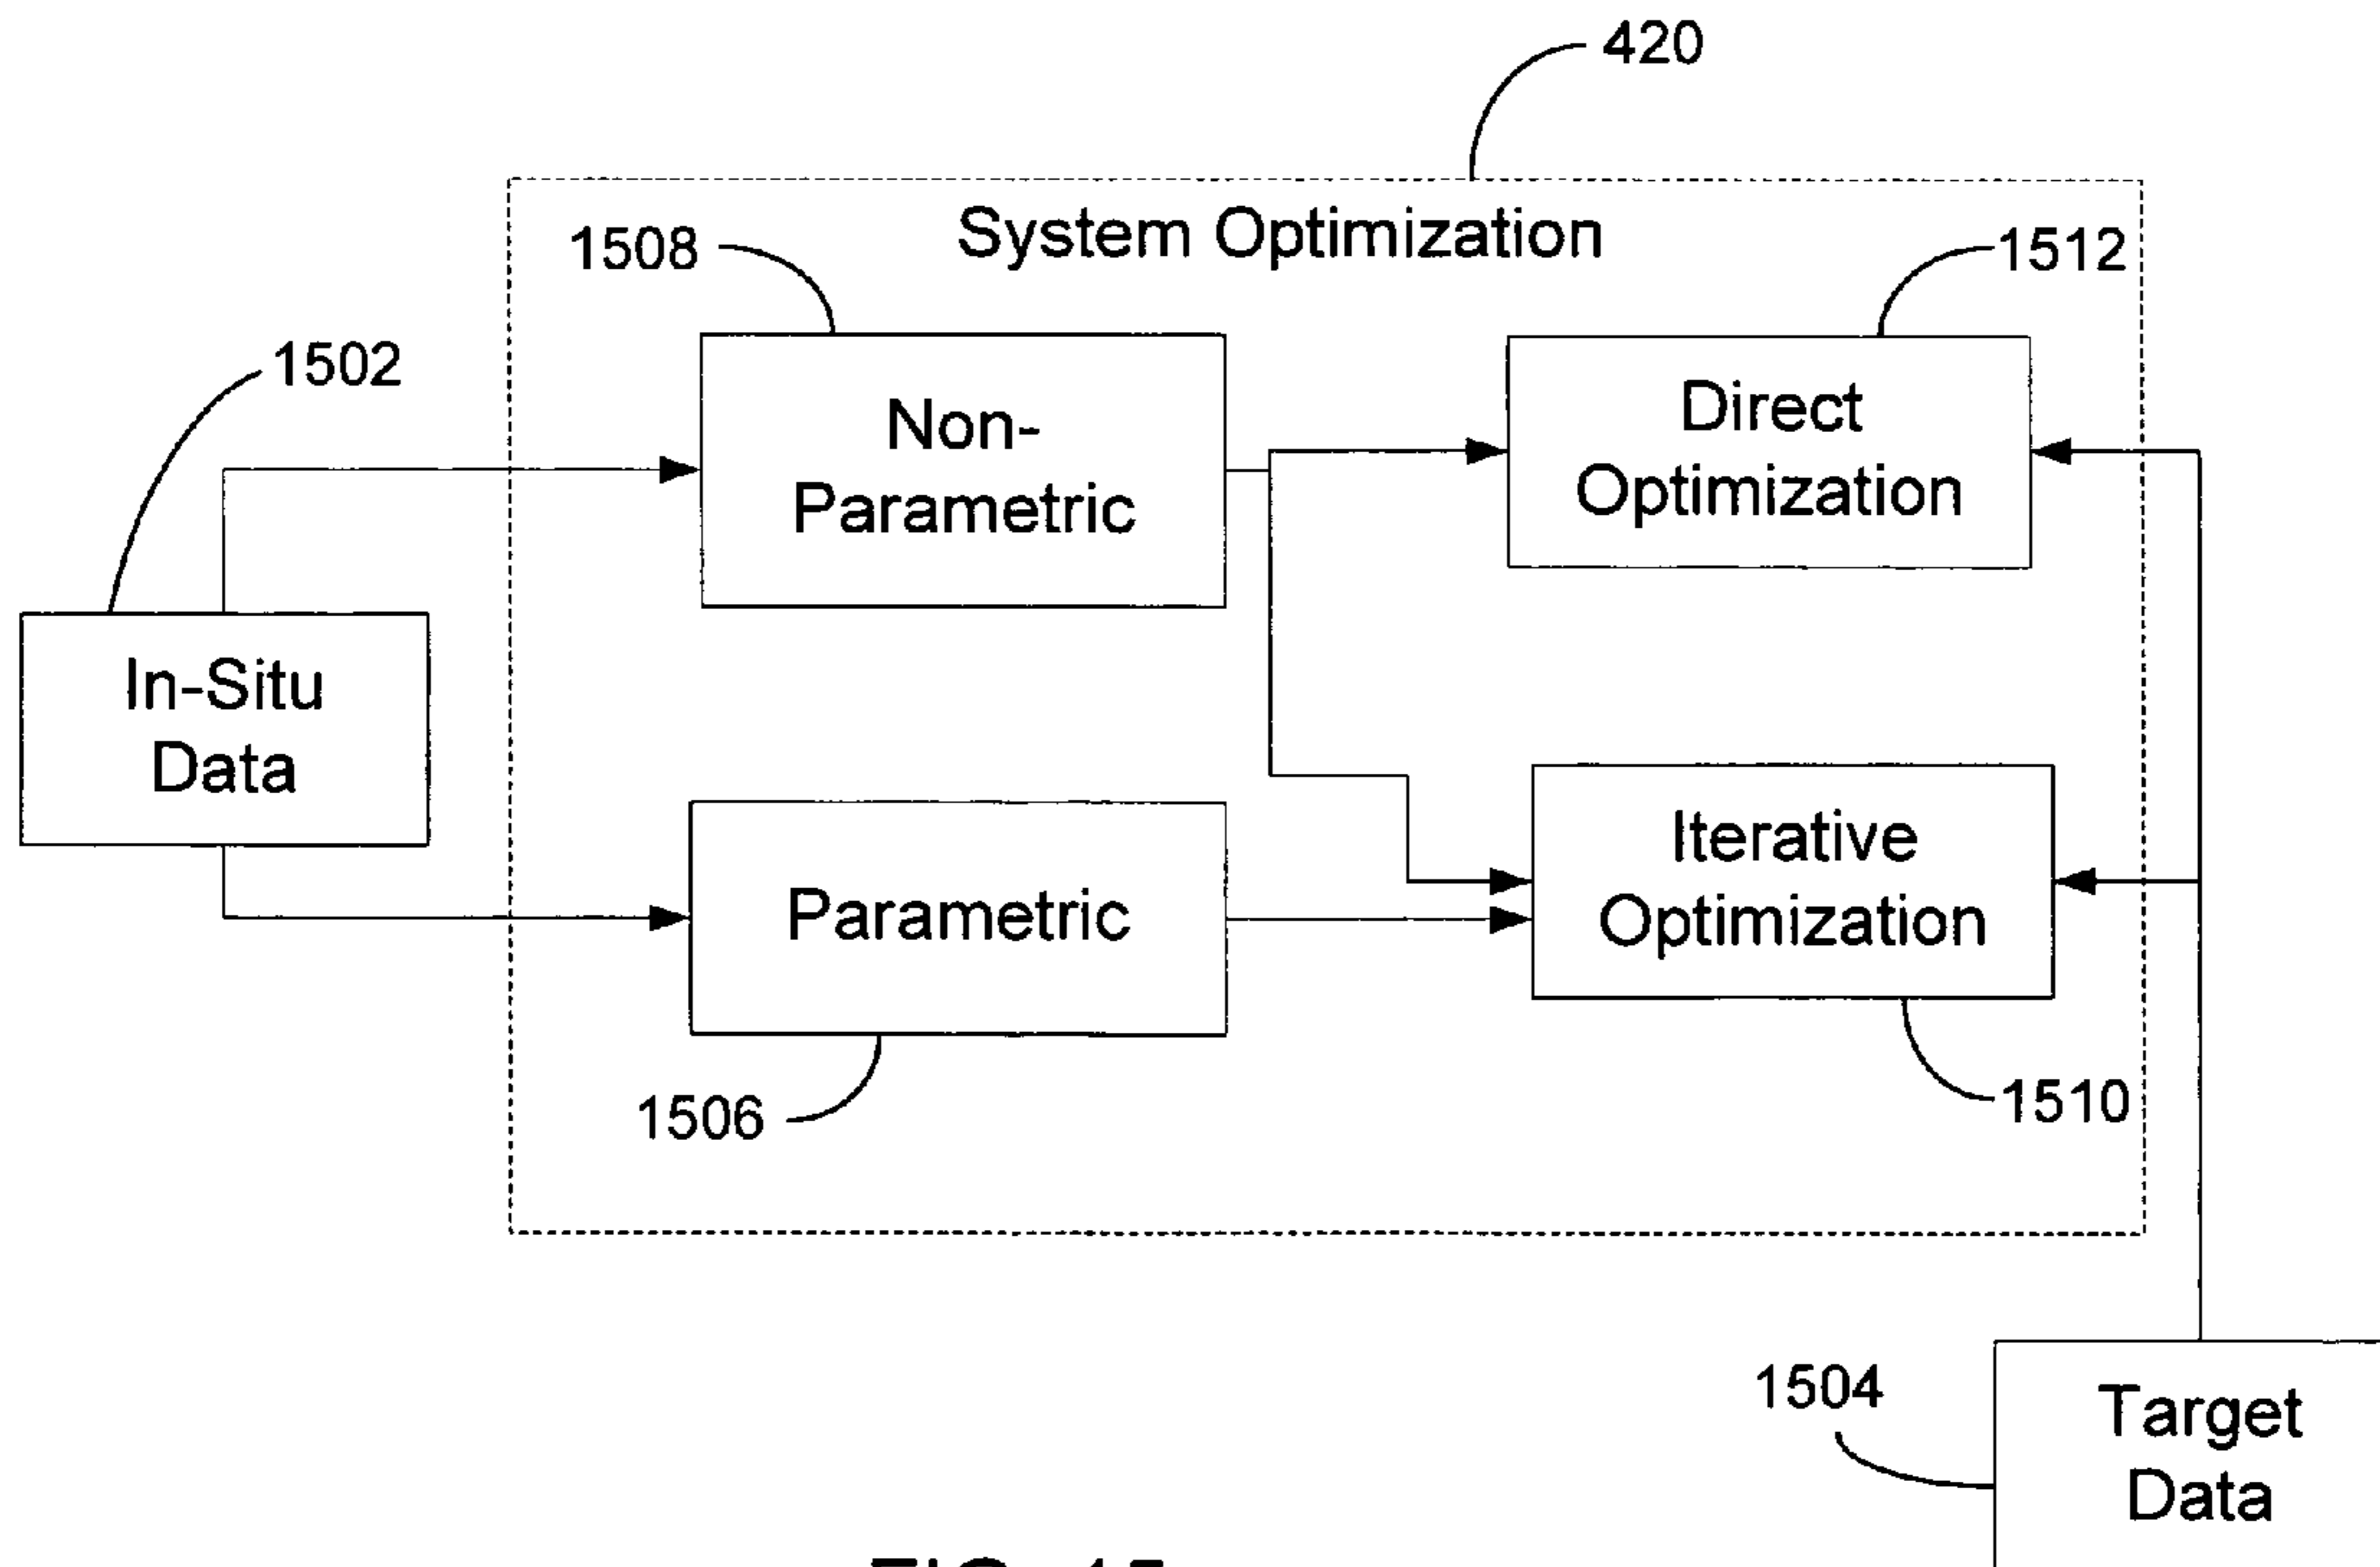 420
System Optimization
1508
1512
1502
Non-
Parametric
Direct
Optimization
In-Situ
Data
Parametric
Iterative
Optimization
1506
1510
1504
Target
Data